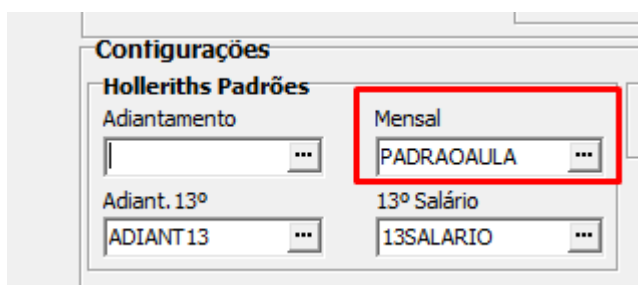 Configurações
Holleriths Padrões
Adiantamento Mensal
... PADRAOAULA ...
Adiant. 13º 13º Salário
ADIANT13 ... 13SALARIO ...